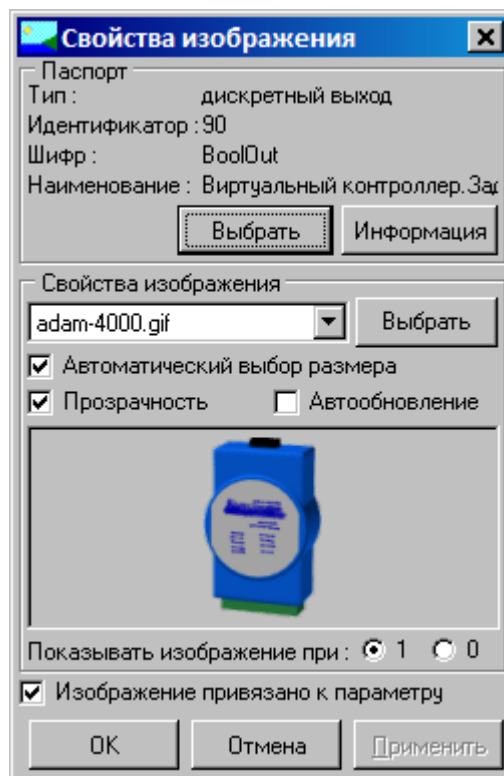 Свойства изображения
Паспорт
Тип : дискретный выход
Идентификатор : 90
Шифр : BoolOut
Наименование : Виртуальный контроллер.Зад
Выбрать Информация
Свойства изображения
adam-4000.gif Выбрать
Автоматический выбор размера
Прозрачность Автообновление
Показывать изображение при : 1 0
Изображение привязано к параметру
OK Отмена Применить